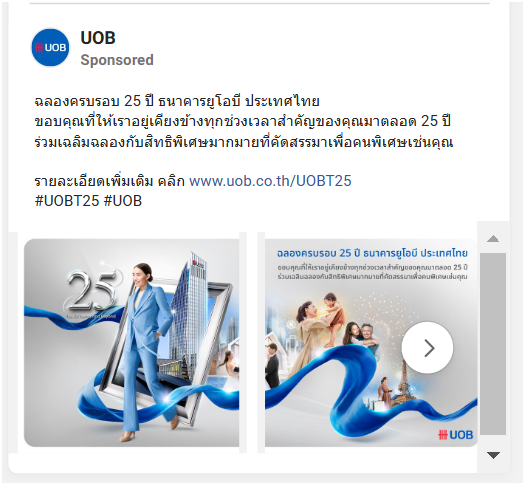 UOB
UOB
Sponsored
ฉลองครบรอบ 25 ปี ธนาคารยูโอบี ประเทศไทย
ขอบคุณที่ให้เราอยู่เคียงข้างทุกช่วงเวลาสำคัญของคุณมาตลอด 25 ปี
ร่วมเฉลิมฉลองกับสิทธิพิเศษมากมายที่คัดสรรมาเพื่อคนพิเศษเช่นคุณ
รายละเอียดเพิ่มเติม คลิก www.uob.co.th/UOBT25
#UOBT25 #UOB
25
UOB
ฉลองครบรอบ 25 ปี ธนาคารยูโอบี ประเทศไทย
ขอบคุณที่ให้เราอยู่เคียงข้างทุกช่วงเวลาสำคัญของคุณมาตลอด 25 ปี
ร่วมเฉลิมฉลองกับสิทธิพิเศษมากมายที่คัดสรรมาเพื่อคนพิเศษเช่นคุณ
UOB